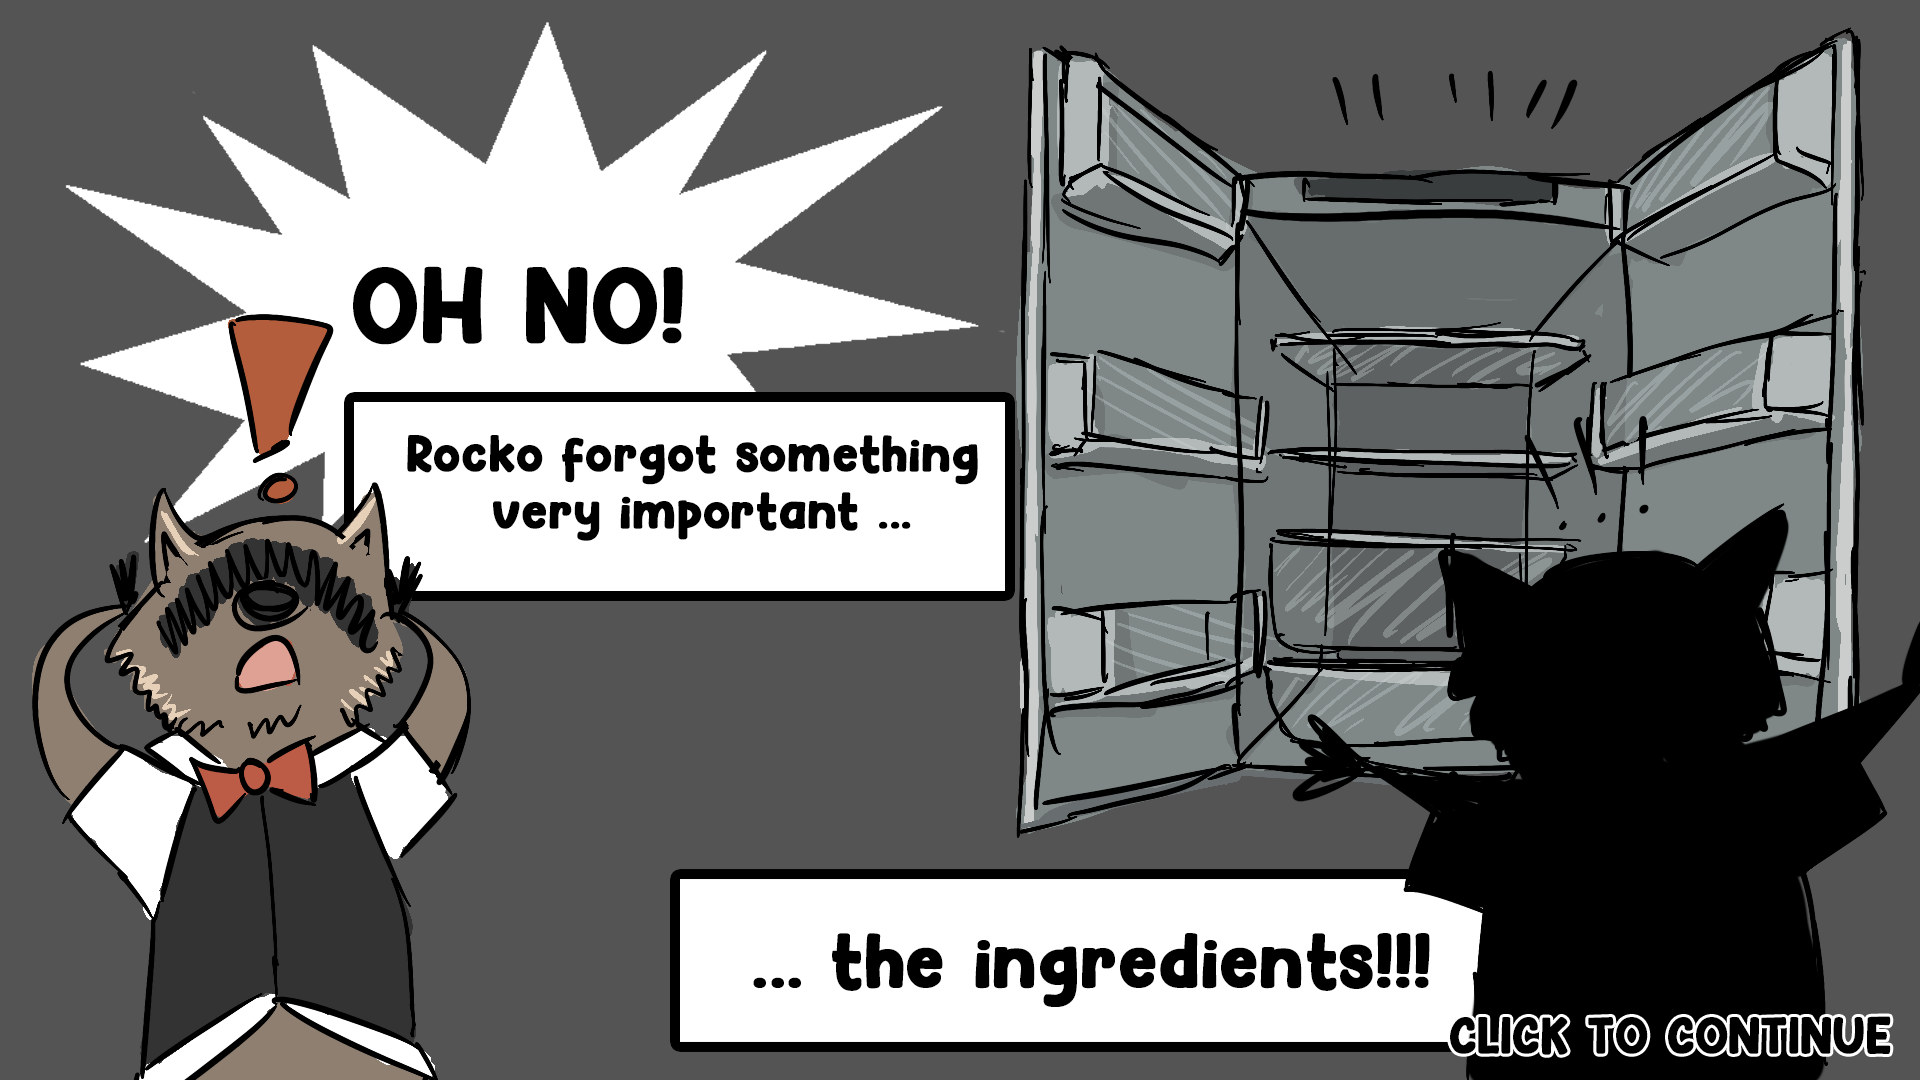 OH NO!
Rocko forgot something
very important ...
... the ingredients!!!
CLICK TO CONTINUE